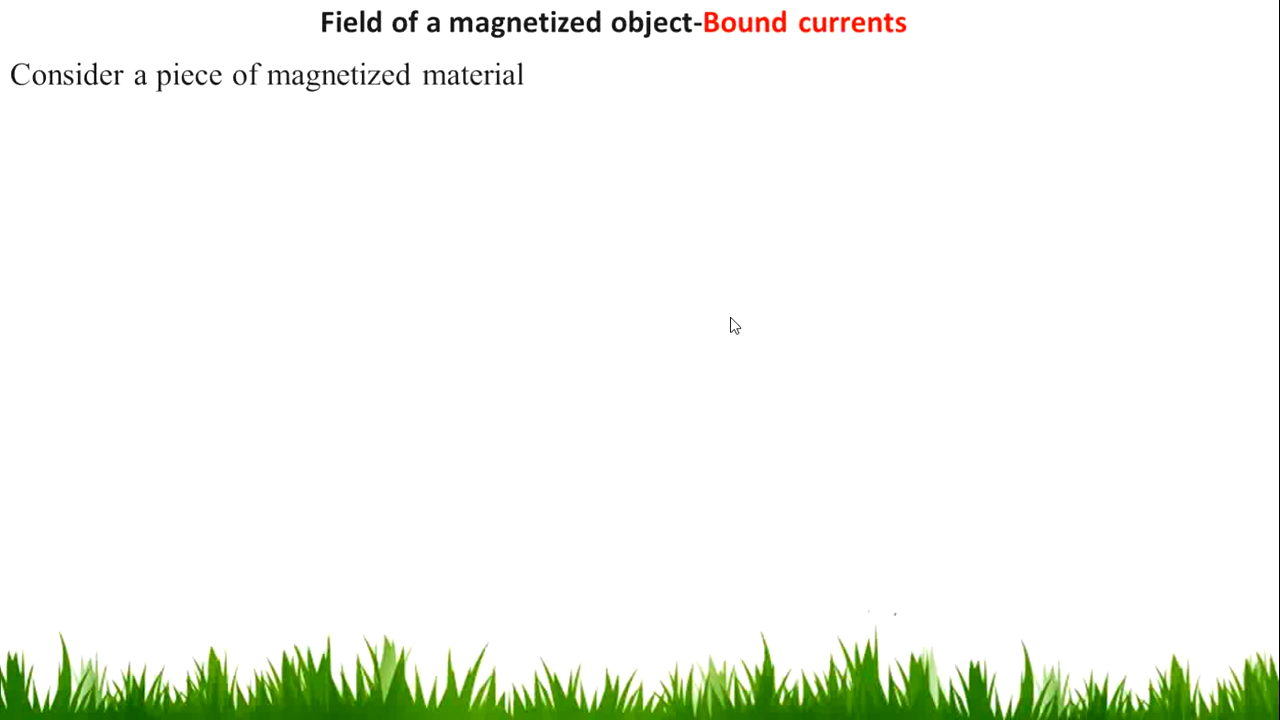 Field of a magnetized object-Bound currents
Consider a piece of magnetized material